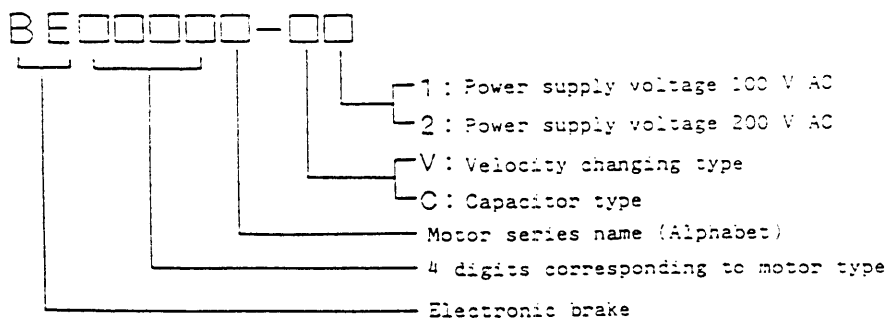 BE□□□□□-□□
1: Power supply voltage 100 V AC
2: Power supply voltage 200 V AC
V: Velocity changing type
C: Capacitor type
Motor series name (Alphabet)
4 digits corresponding to motor type
Electronic brake